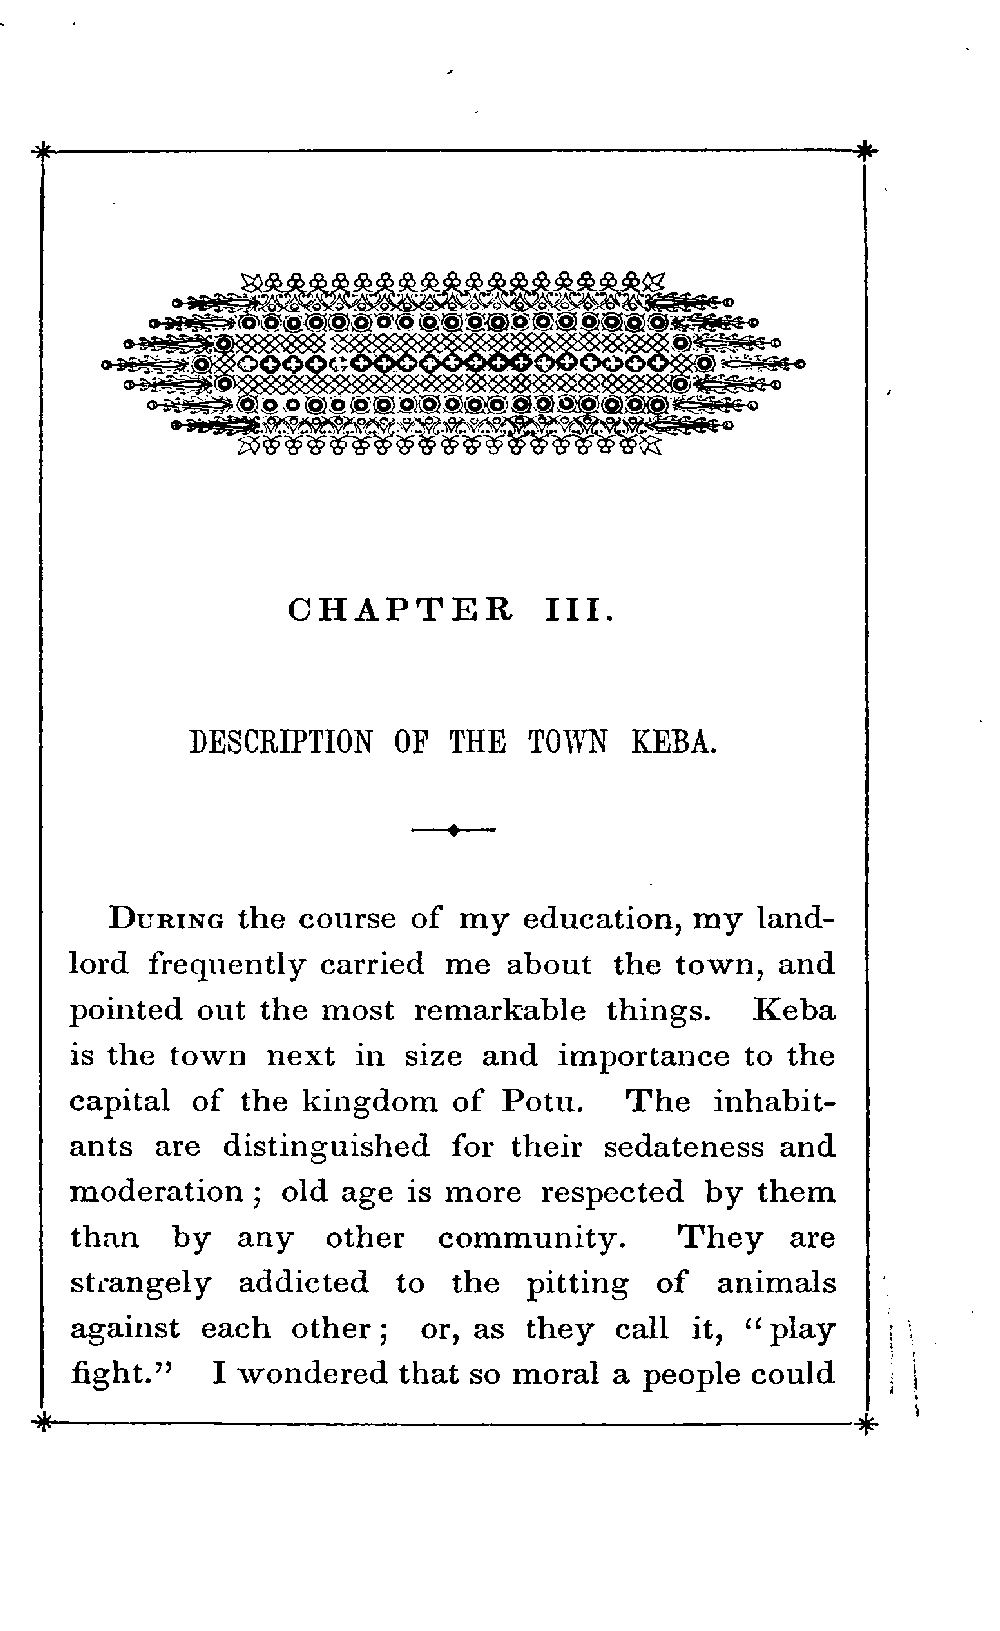 CHAPTER III.
DESCRIPTION OF THE TOWN KEBA.
During the course of my education, my land-
lord frequently carried me about the town, and
pointed out the most remarkable things. Keba
is the town next in size and importance to the
capital of the kingdom of Potu. The inhabit-
ants are distinguished for their sedateness and
moderation; old age is more respected by them
than by any other community. They are
strangely addicted to the pitting of animals
against each other; or, as they call it, "play
fight." I wondered that so moral a people could